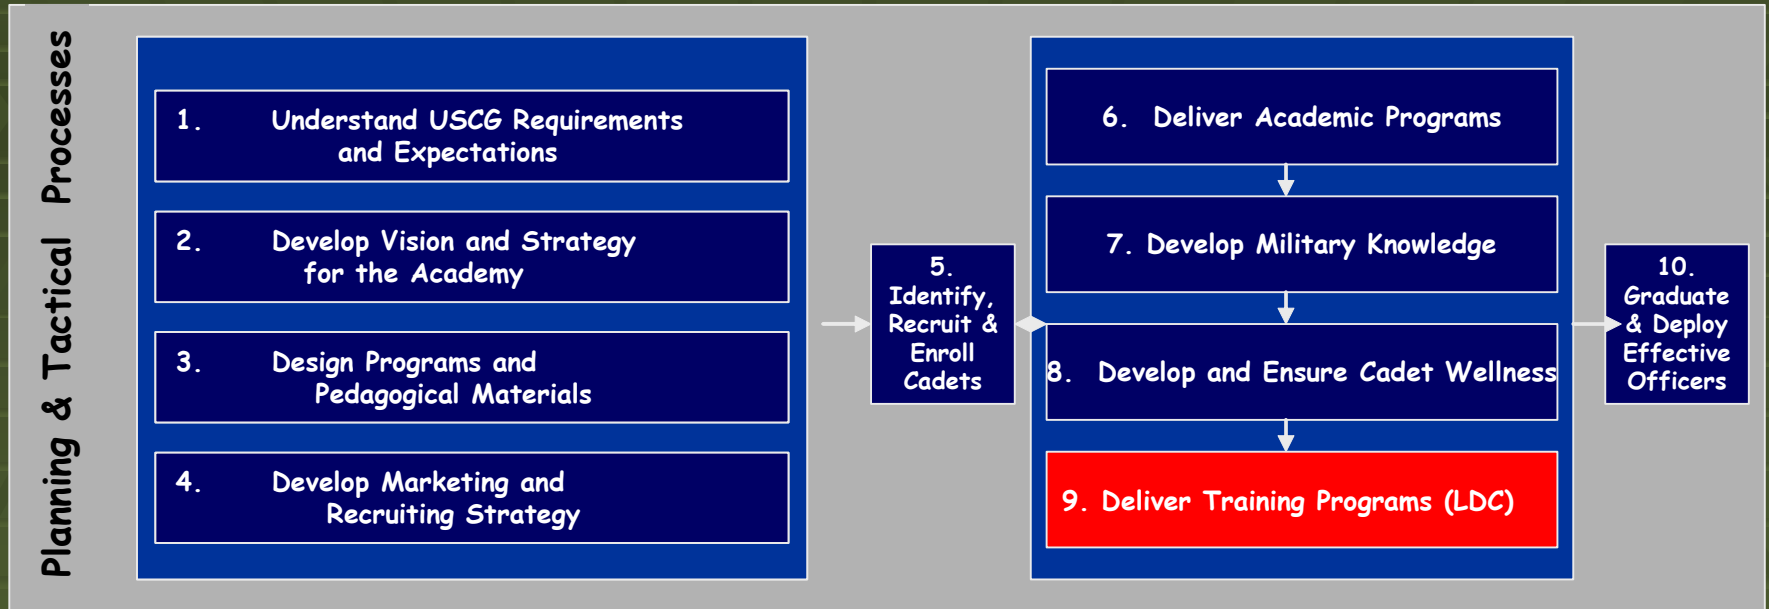 Planning & Tactical Processes
1. Understand USCG Requirements
and Expectations
2. Develop Vision and Strategy
for the Academy
3. Design Programs and
Pedagogical Materials
4. Develop Marketing and
Recruiting Strategy
5.
Identify,
Recruit &
Enroll
Cadets
6. Deliver Academic Programs
7. Develop Military Knowledge
8. Develop and Ensure Cadet Wellness
9. Deliver Training Programs (LDC)
10.
Graduate
& Deploy
Effective
Officers